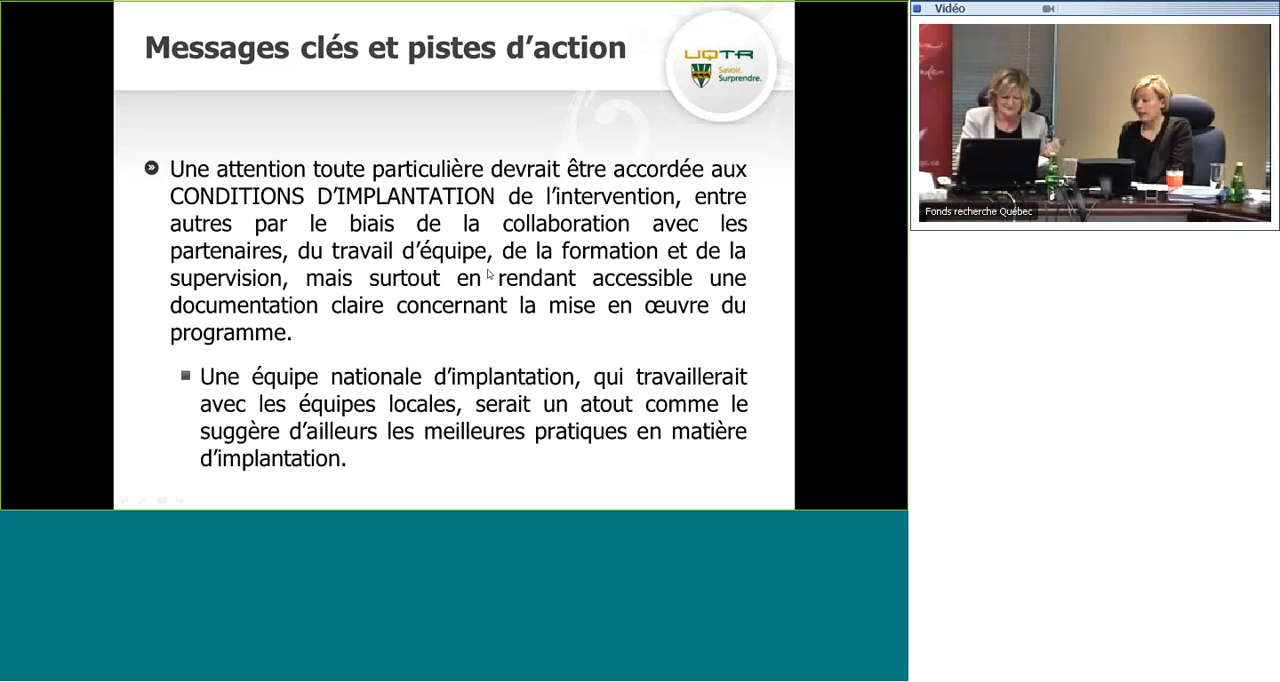 Messages clés et pistes d’action
UQTR
Savoir.
Surprendre.
Une attention toute particulière devrait être accordée aux
CONDITIONS D’IMPLANTATION de l’intervention, entre
autres par le biais de la collaboration avec les
partenaires, du travail d’équipe, de la formation et de la
supervision, mais surtout en rendant accessible une
documentation claire concernant la mise en œuvre du
programme.
Une équipe nationale d’implantation, qui travaillerait
avec les équipes locales, serait un atout comme le
suggère d’ailleurs les meilleures pratiques en matière
d’implantation.
Vidéo
Fonds recherche Québec